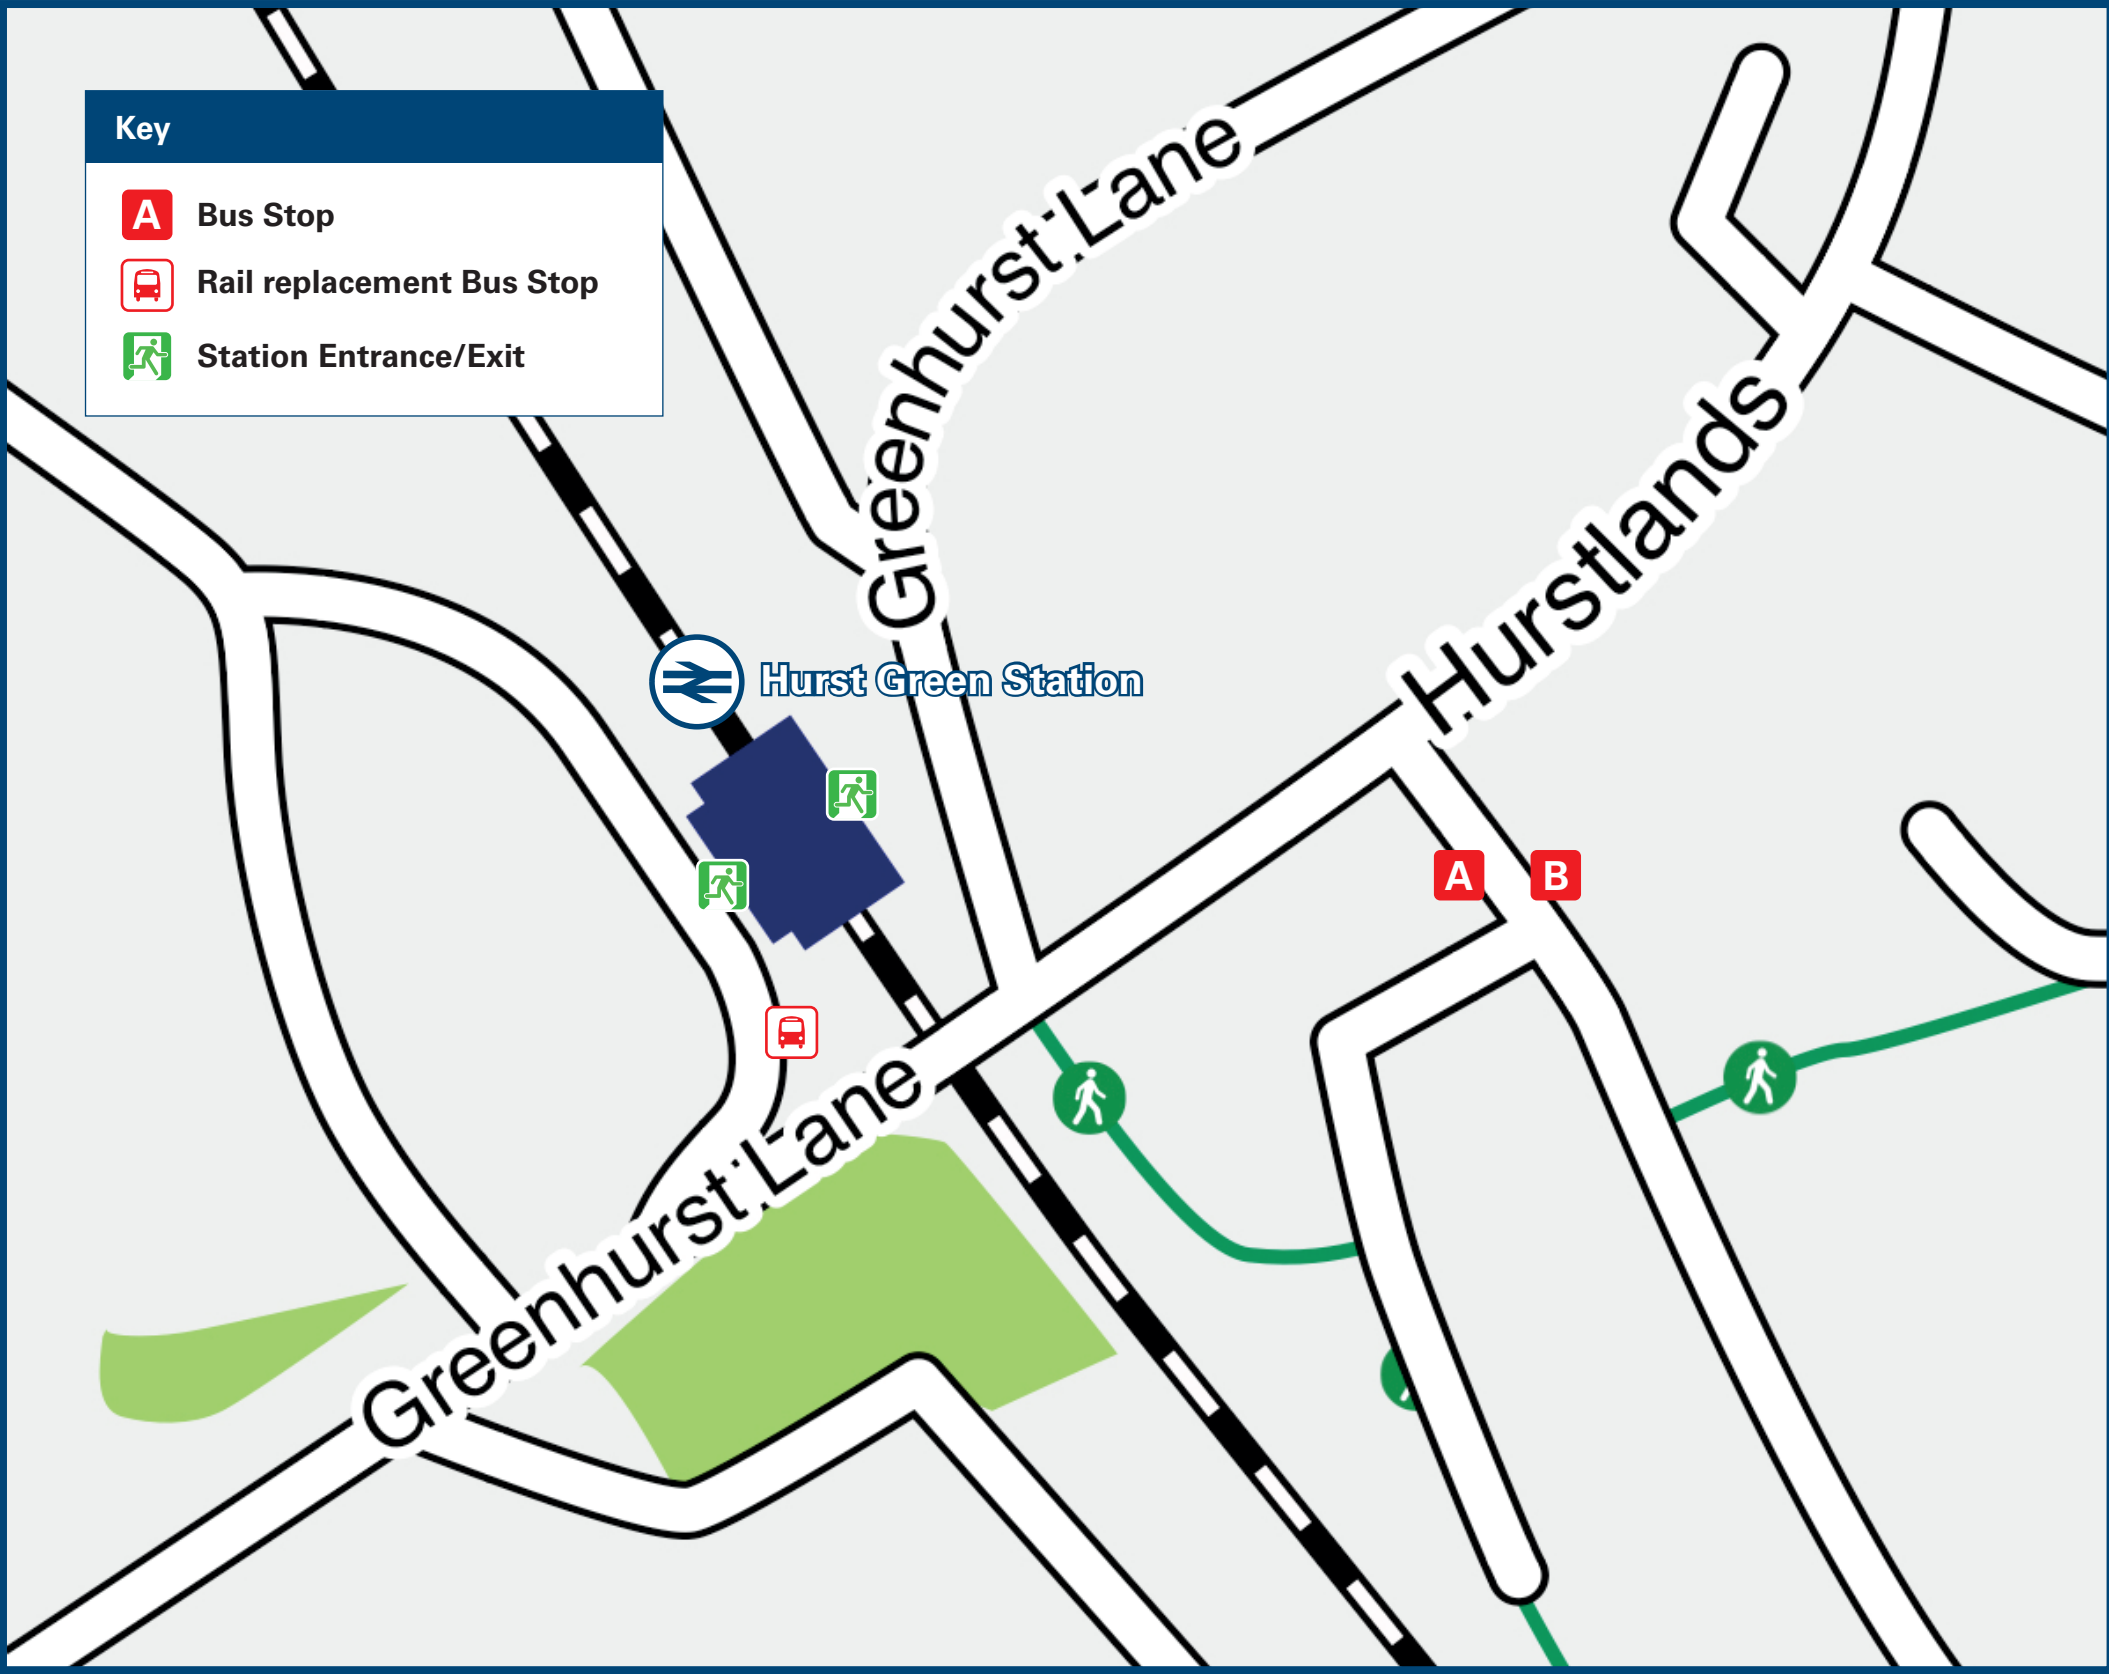 Key
A Bus Stop
Rail replacement Bus Stop
Station Entrance/Exit
Greenhurst Lane
Hurstlands
Hurst Green Station
A
B
Greenhurst Lane